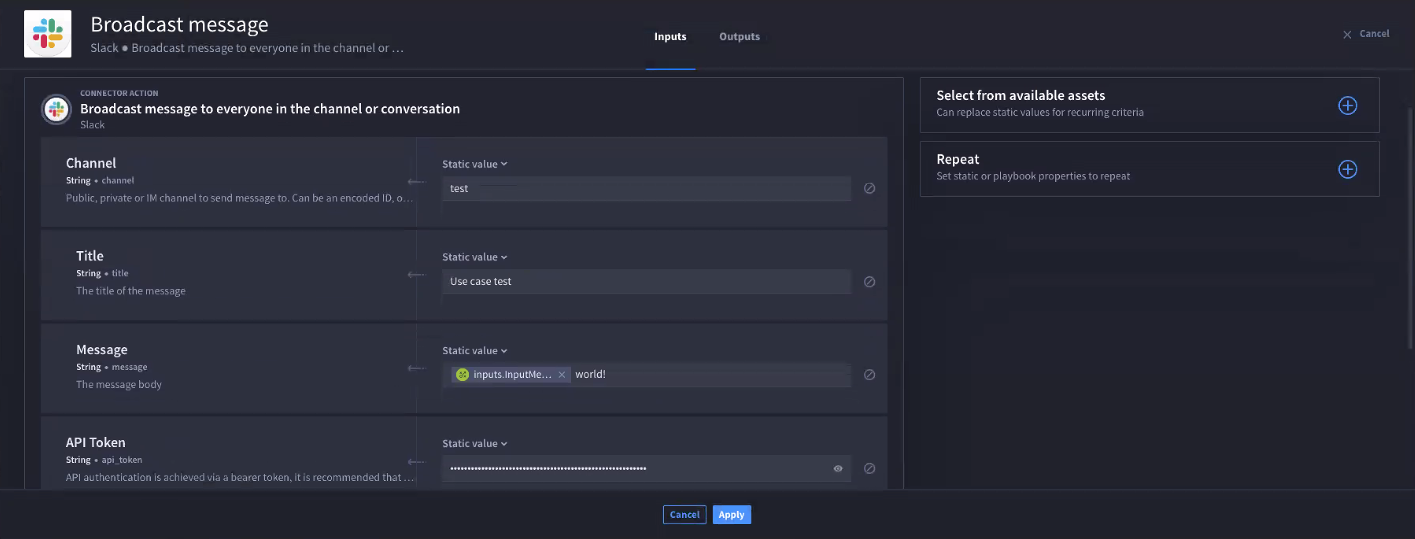 Broadcast message
Slack ● Broadcast message to everyone in the channel or ...
Inputs
Outputs
Cancel
CONNECTOR ACTION
Broadcast message to everyone in the channel or conversation
Slack
Channel
String • channel
Public, private or IM channel to send message to. Can be an encoded ID, o...
Static value
test
Title
String • title
The title of the message
Static value
Use case test
Message
String • message
The message body
Static value
inputs.InputMe... × world!
API Token
String • api_token
API authentication is achieved via a bearer token, it is recommended that ...
Static value
••••••••••••••••••••••••••••••••••••••••••••••••••••••••
Select from available assets
Can replace static values for recurring criteria
Repeat
Set static or playbook properties to repeat
Cancel
Apply